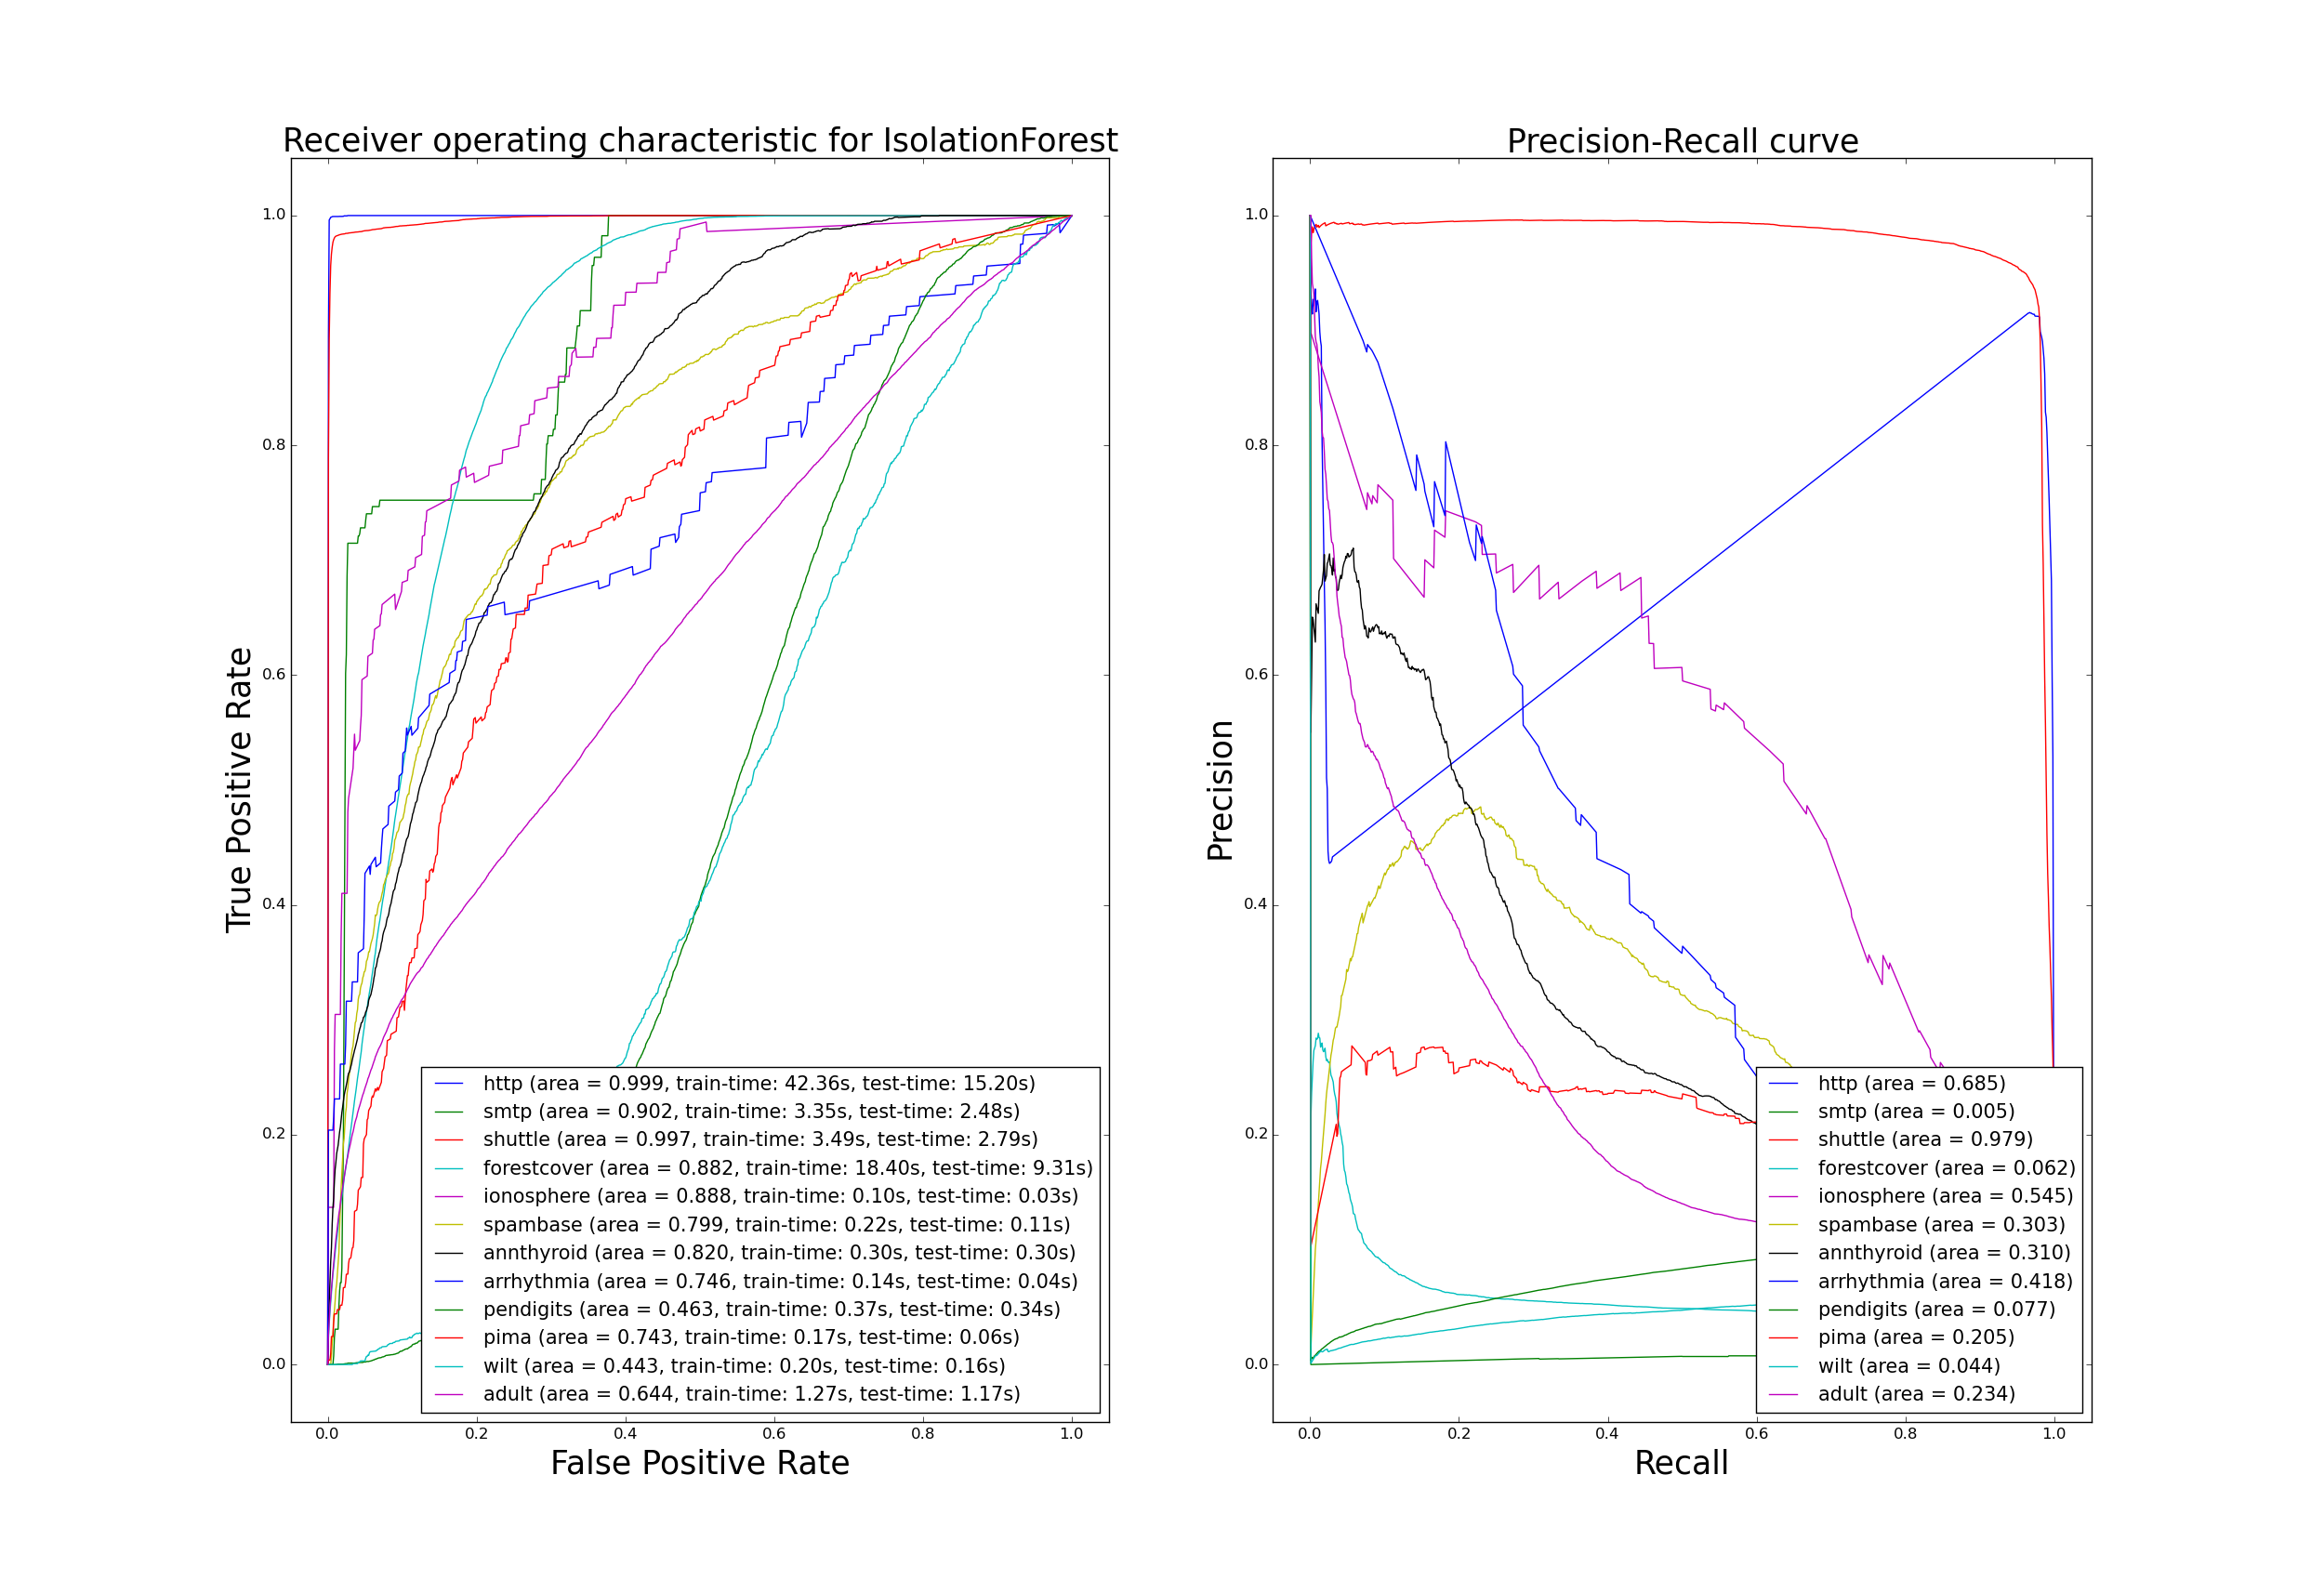 Receiver operating characteristic for IsolationForest
1.0
0.8
0.6
0.4
0.2
0.0
True Positive Rate
http (area = 0.999, train-time: 42.36s, test-time: 15.20s)
smtp (area = 0.902, train-time: 3.35s, test-time: 2.48s)
shuttle (area = 0.997, train-time: 3.49s, test-time: 2.79s)
forestcover (area = 0.882, train-time: 18.40s, test-time: 9.31s)
ionosphere (area = 0.888, train-time: 0.10s, test-time: 0.03s)
spambase (area = 0.799, train-time: 0.22s, test-time: 0.11s)
annthyroid (area = 0.820, train-time: 0.30s, test-time: 0.30s)
arrhythmia (area = 0.746, train-time: 0.14s, test-time: 0.04s)
pendigits (area = 0.463, train-time: 0.37s, test-time: 0.34s)
pima (area = 0.743, train-time: 0.17s, test-time: 0.06s)
wilt (area = 0.443, train-time: 0.20s, test-time: 0.16s)
adult (area = 0.644, train-time: 1.27s, test-time: 1.17s)
0.0 0.2 0.4 0.6 0.8 1.0
False Positive Rate
Precision-Recall curve
1.0
0.8
0.6
0.4
0.2
0.0
Precision
http (area = 0.685)
smtp (area = 0.005)
shuttle (area = 0.979)
forestcover (area = 0.062)
ionosphere (area = 0.545)
spambase (area = 0.303)
annthyroid (area = 0.310)
arrhythmia (area = 0.418)
pendigits (area = 0.077)
pima (area = 0.205)
wilt (area = 0.044)
adult (area = 0.234)
0.0 0.2 0.4 0.6 0.8 1.0
Recall